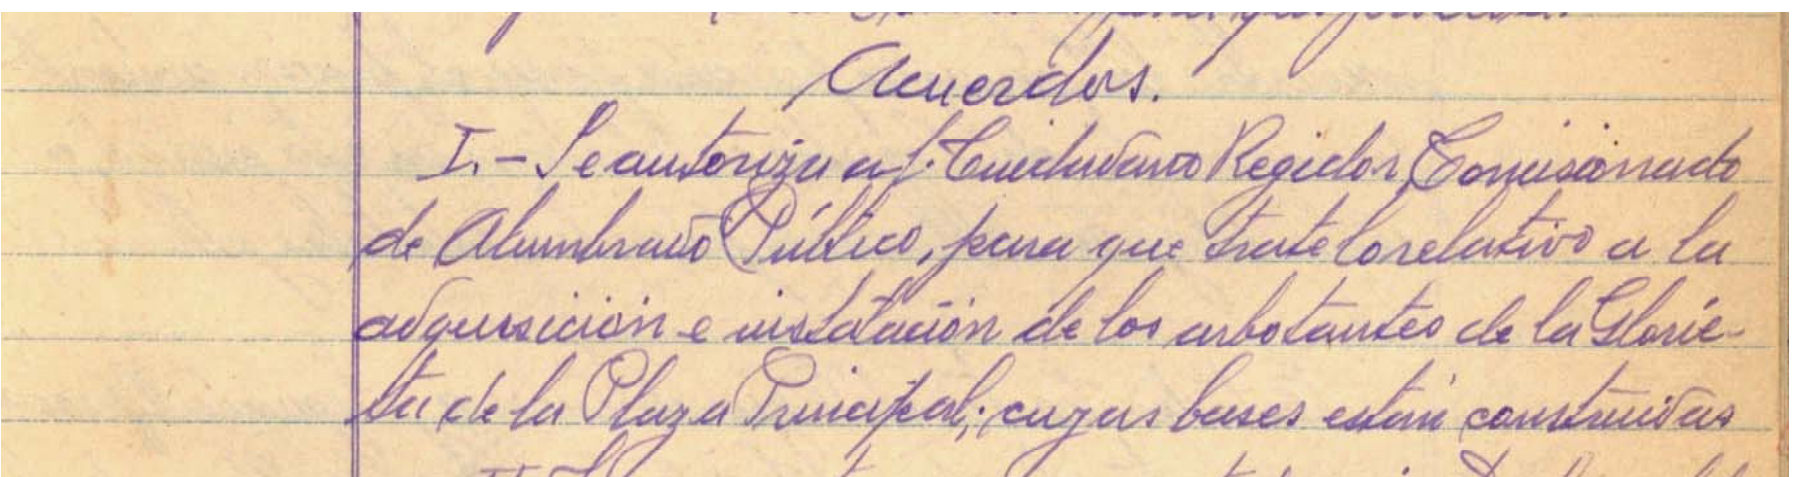 Acuerdos.
I.- Se autoriza al Ciudadano Regidor Comisionado
de Alumbrado Público, para que trate lo relativo a la
adquisición e instalación de los arbotantes de la Glorie-
ta de la Plaza Principal, cuyas bases están construidas